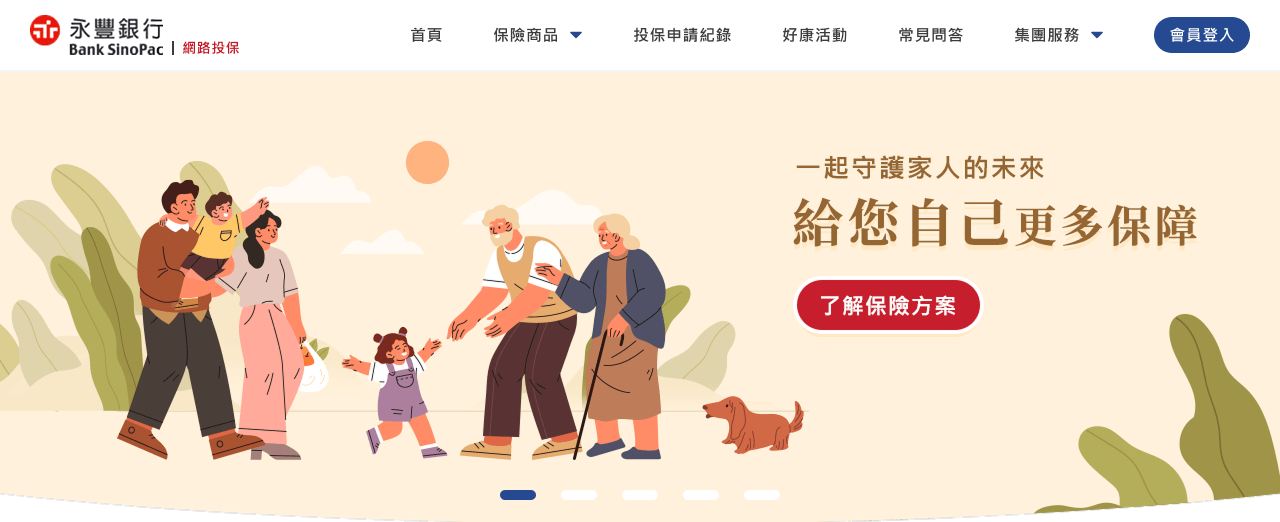 永豐銀行
Bank SinoPac | 網路投保
首頁 保險商品 投保申請紀錄 好康活動 常見問答 集團服務 會員登入
一起守護家人的未來
給您自己更多保障
了解保險方案